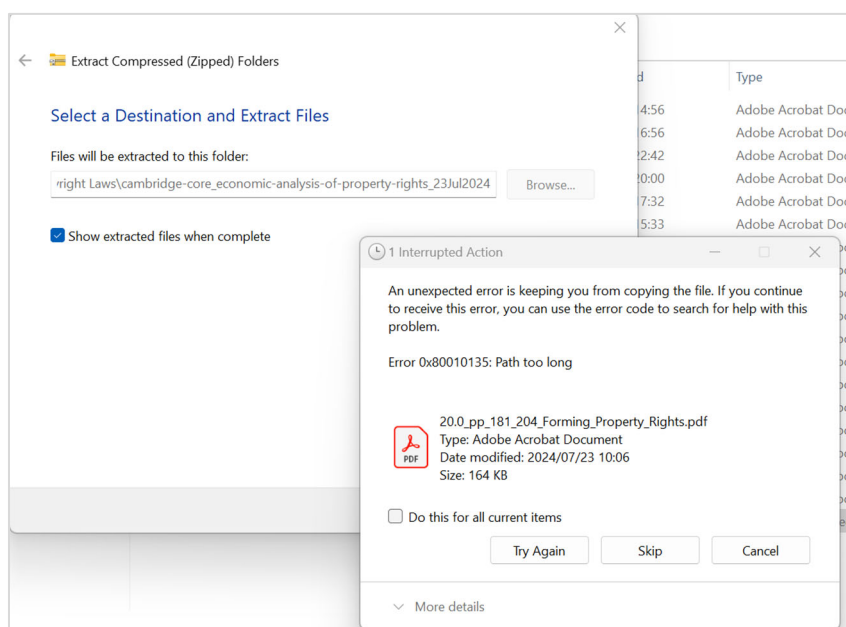 Extract Compressed (Zipped) Folders
Select a Destination and Extract Files
Files will be extracted to this folder:
right Laws\cambridge-core_economic-analysis-of-property-rights_23Jul2024
Browse...
Show extracted files when complete
d Type
4:56 Adobe Acrobat Do
6:56 Adobe Acrobat Do
22:42 Adobe Acrobat Do
20:00 Adobe Acrobat Do
7:32 Adobe Acrobat Do
5:33 Adobe Acrobat Do
1 Interrupted Action
An unexpected error is keeping you from copying the file. If you continue
to receive this error, you can use the error code to search for help with this
problem.
Error 0x80010135: Path too long
20.0_pp_181_204_Forming_Property_Rights.pdf
Type: Adobe Acrobat Document
Date modified: 2024/07/23 10:06
Size: 164 KB
PDF
Do this for all current items
Try Again
Skip
Cancel
More details